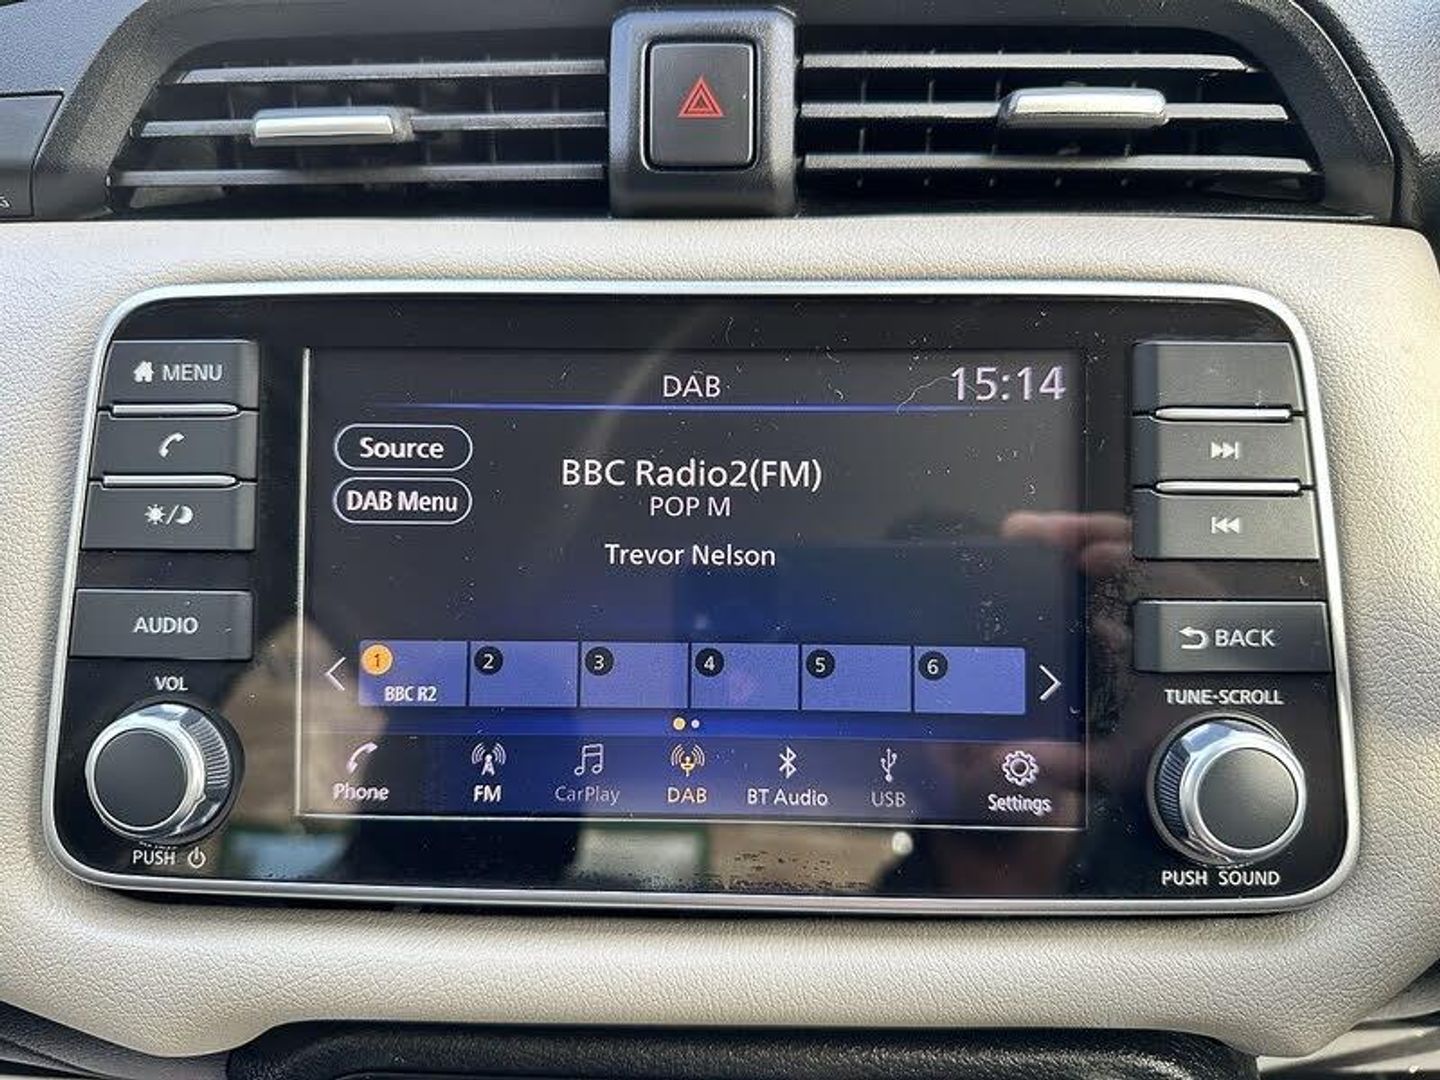 MENU
AUDIO
VOL
PUSH
DAB
15:14
Source
DAB Menu
BBC Radio2(FM)
POP M
Trevor Nelson
1
2
3
4
5
6
BBC R2
Phone
FM
CarPlay
DAB
BT Audio
USB
Settings
BACK
TUNE·SCROLL
PUSH SOUND